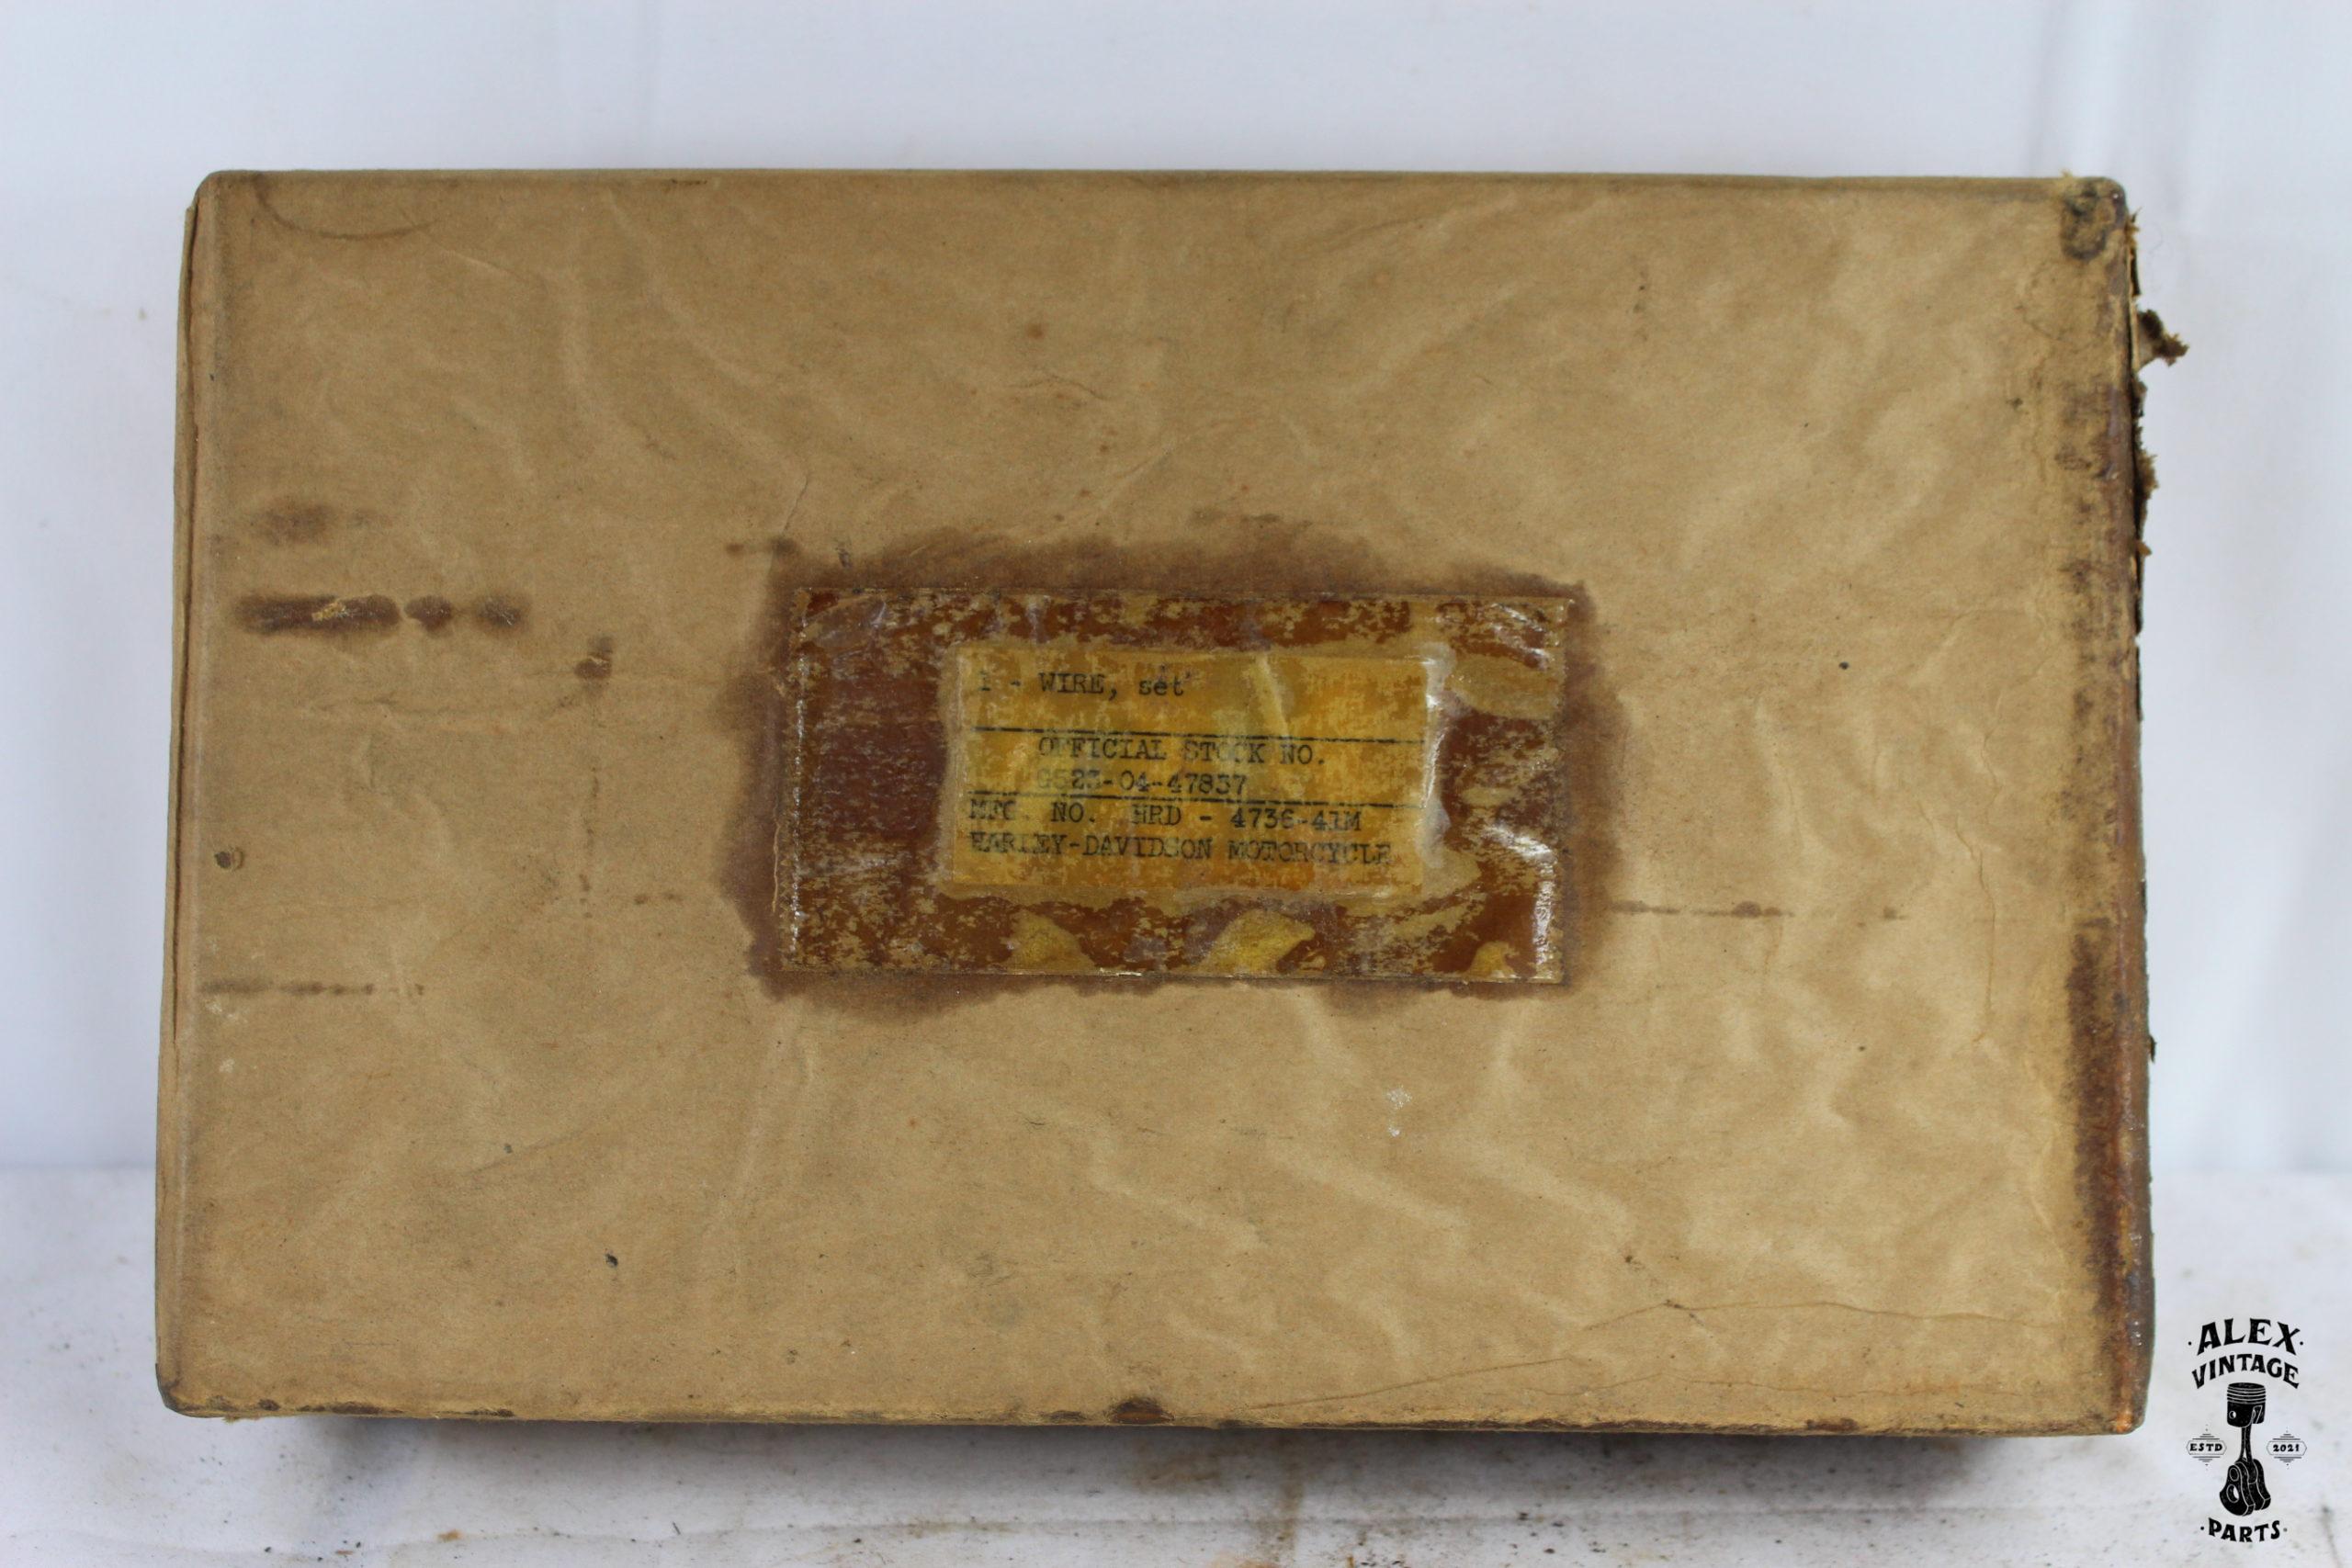 1 - WIRE, set
OFFICIAL STOCK NO.
G523-04-47837
MFG. NO. HRD - 4736-41M
HARLEY-DAVIDSON MOTORCYCLE
ALEX
VINTAGE
ESTD 2021
PARTS